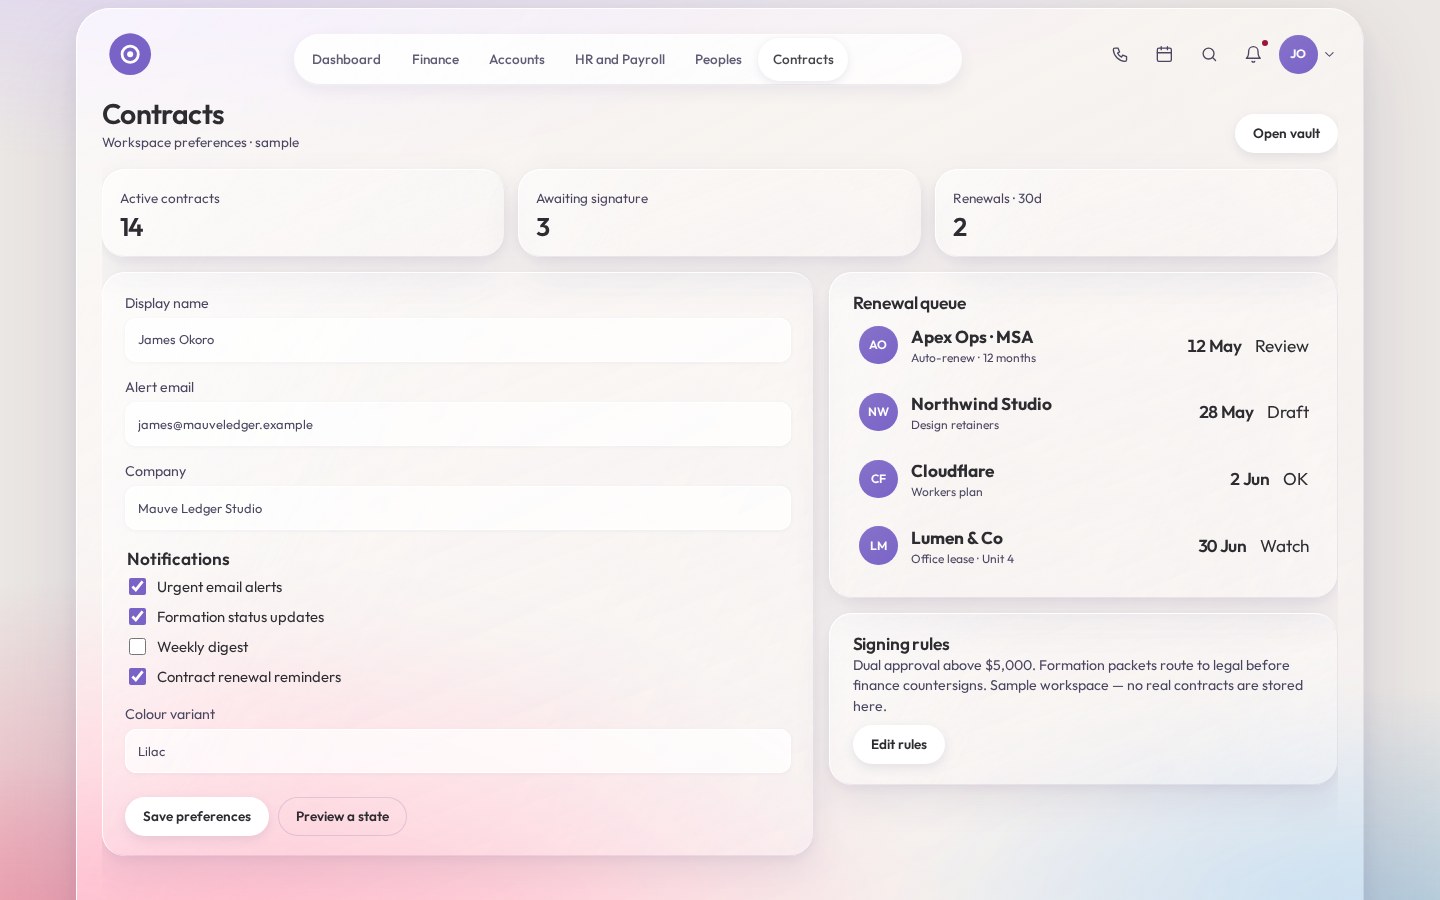 Dashboard
Finance
Accounts
HR and Payroll
Peoples
Contracts
JO
Contracts
Workspace preferences · sample
Open vault
Active contracts
14
Awaiting signature
3
Renewals · 30d
2
Display name
James Okoro
Alert email
james@mauveledger.example
Company
Mauve Ledger Studio
Notifications
Urgent email alerts
Formation status updates
Weekly digest
Contract renewal reminders
Colour variant
Lilac
Save preferences
Preview a state
Renewal queue
AO
Apex Ops · MSA
Auto-renew · 12 months
12 May
Review
NW
Northwind Studio
Design retainers
28 May
Draft
CF
Cloudflare
Workers plan
2 Jun
OK
LM
Lumen & Co
Office lease · Unit 4
30 Jun
Watch
Signing rules
Dual approval above $5,000. Formation packets route to legal before
finance countersigns. Sample workspace — no real contracts are stored
here.
Edit rules